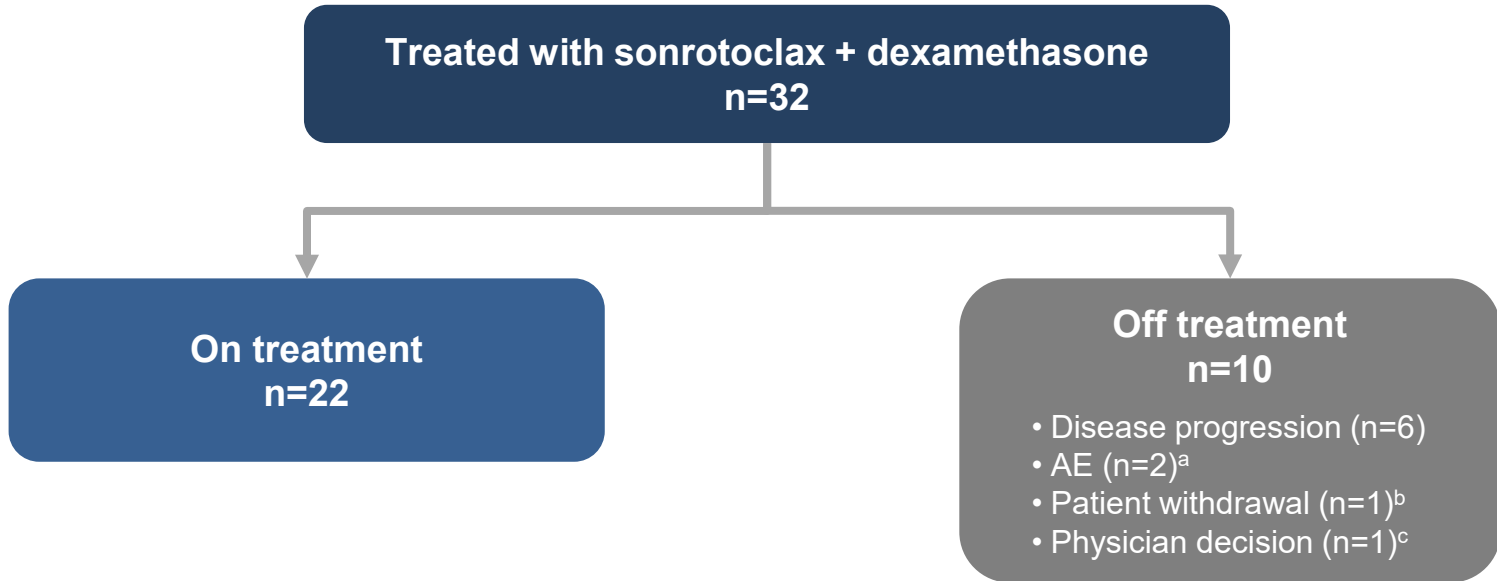 Treated with sonrotoclax + dexamethasone
n=32
On treatment
n=22
Off treatment
n=10
• Disease progression (n=6)
• AE (n=2)ᵃ
• Patient withdrawal (n=1)ᵇ
• Physician decision (n=1)ᶜ